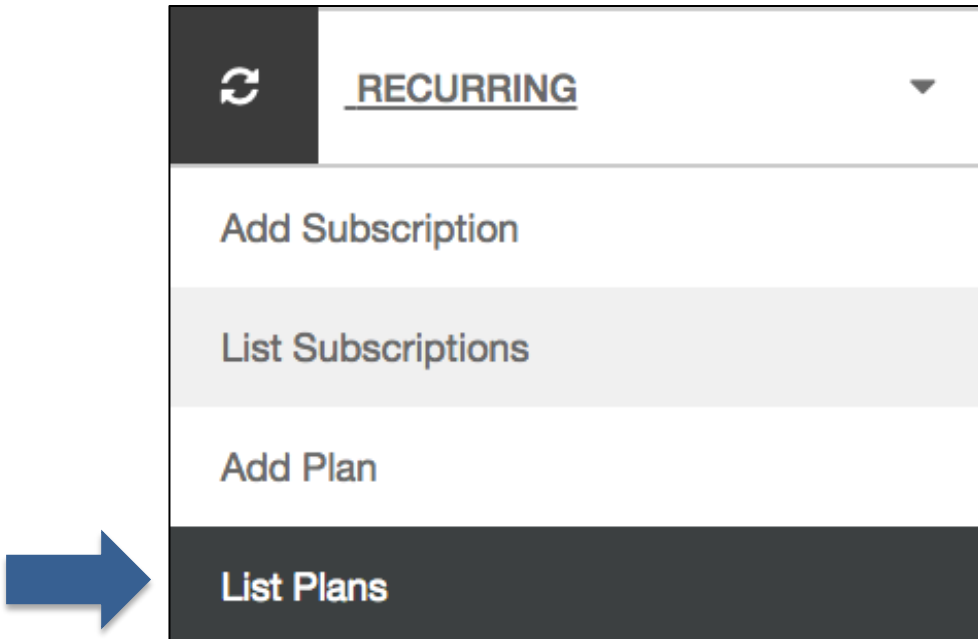 RECURRING
Add Subscription
List Subscriptions
Add Plan
List Plans